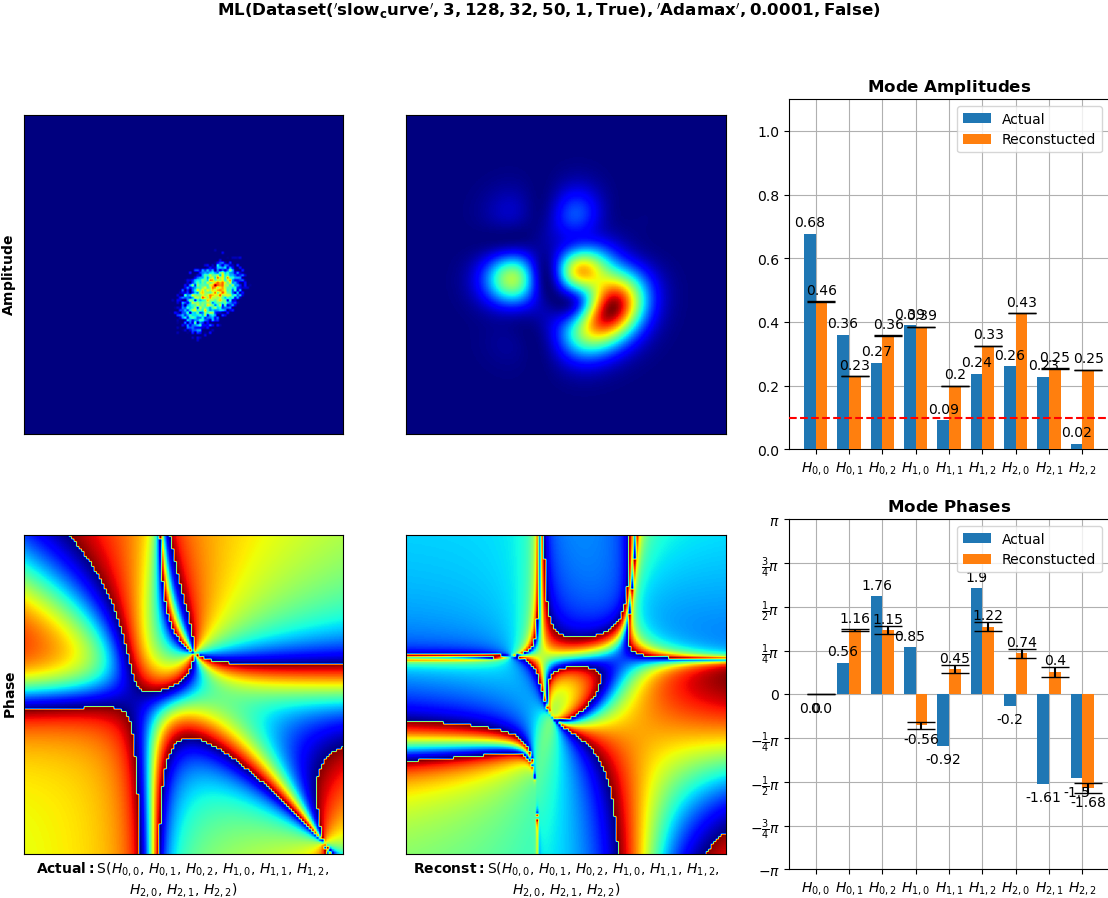 ML(Dataset('slow_curve', 3, 128, 32, 50, 1, True), 'Adamax', 0.0001, False)
Amplitude
Mode Amplitudes
Actual
Reconstucted
1.0
0.8
0.6
0.4
0.2
0.0
0.68
0.36
0.27
0.39
0.09
0.24
0.26
0.23
0.02
0.46
0.23
0.36
0.39
0.2
0.33
0.43
0.25
0.25
H0,0 H0,1 H0,2 H1,0 H1,1 H1,2 H2,0 H2,1 H2,2
Phase
Actual: S(H0,0, H0,1, H0,2, H1,0, H1,1, H1,2,
H2,0, H2,1, H2,2)
Reconst: S(H0,0, H0,1, H0,2, H1,0, H1,1, H1,2,
H2,0, H2,1, H2,2)
Mode Phases
Actual
Reconstucted
π
3/4π
1/2π
1/4π
0
−1/4π
−1/2π
−3/4π
−π
0.0
0.56
1.76
0.85
-0.92
1.9
-0.2
-1.61
-1.5
0.0
1.16
1.15
-0.56
0.45
1.22
0.74
0.4
-1.68
H0,0 H0,1 H0,2 H1,0 H1,1 H1,2 H2,0 H2,1 H2,2